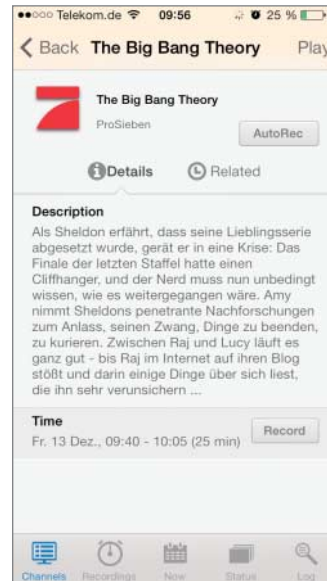 Telekom.de 09:56 25 %
Back The Big Bang Theory Play
The Big Bang Theory
ProSieben
AutoRec
Details Related
Description
Als Sheldon erfährt, dass seine Lieblingsserie
abgesetzt wurde, gerät er in eine Krise: Das
Finale der letzten Staffel hatte einen
Cliffhanger, und der Nerd muss nun unbedingt
wissen, wie es weitergegangen wäre. Amy
nimmt Sheldons penetrante Nachforschungen
zum Anlass, seinen Zwang, Dinge zu beenden,
zu kurieren. Zwischen Raj und Lucy läuft es
ganz gut - bis Raj im Internet auf ihren Blog
stößt und darin einige Dinge über sich liest,
die ihn sehr verunsichern ...
Time
Fr. 13 Dez., 09:40 - 10:05 (25 min)
Record
Channels Recordings Now Status Log